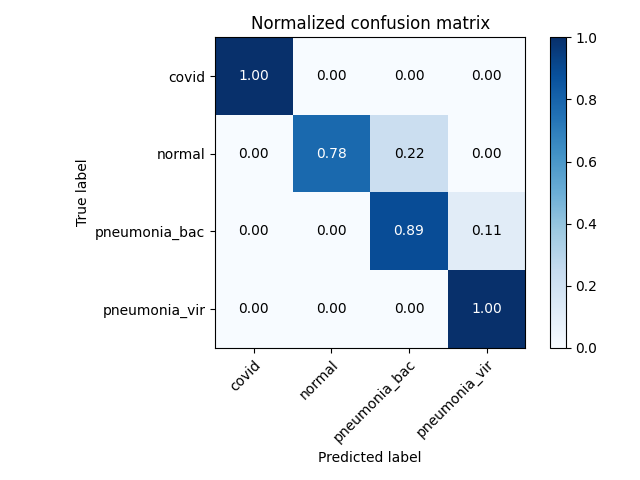 Normalized confusion matrix
covid 1.00 0.00 0.00 0.00
normal 0.00 0.78 0.22 0.00
pneumonia_bac 0.00 0.00 0.89 0.11
pneumonia_vir 0.00 0.00 0.00 1.00
True label
covid normal pneumonia_bac pneumonia_vir
Predicted label
1.0
0.8
0.6
0.4
0.2
0.0